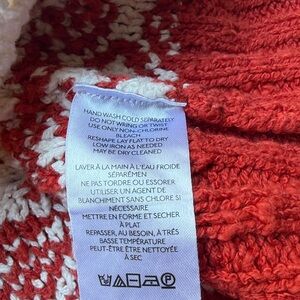 HAND WASH COLD SEPARATELY
DO NOT WRING OR TWIST
USE ONLY NON-CHLORINE
BLEACH
RESHAPE LAY FLAT TO DRY
LOW IRON AS NEEDED
MAY BE DRY CLEANED
LAVER À LA MAIN À L'EAU FROIDE
SÉPARÉMEN
NE PAS TORDRE OU ESSORER
UTILISER UN AGENT DE
BLANCHIMENT SANS CHLORE SI
NÉCESSAIRE
METTRE EN FORME ET SECHER
À PLAT
REPASSER, AU BESOIN, À TRÈS
BASSE TEMPÉRATURE
PEUT-ÊTRE ÊTRE NETTOYÉE
À SEC